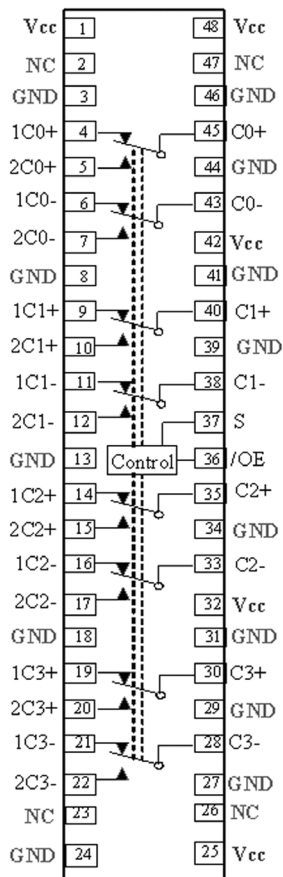 Vcc 1 48 Vcc
NC 2 47 NC
GND 3 46 GND
1C0+ 4 45 C0+
2C0+ 5 44 GND
1C0- 6 43 C0-
2C0- 7 42 Vcc
GND 8 41 GND
1C1+ 9 40 C1+
2C1+ 10 39 GND
1C1- 11 38 C1-
2C1- 12 37 S
GND 13 Control 36 /OE
1C2+ 14 35 C2+
2C2+ 15 34 GND
1C2- 16 33 C2-
2C2- 17 32 Vcc
GND 18 31 GND
1C3+ 19 30 C3+
2C3+ 20 29 GND
1C3- 21 28 C3-
2C3- 22 27 GND
NC 23 26 NC
GND 24 25 Vcc